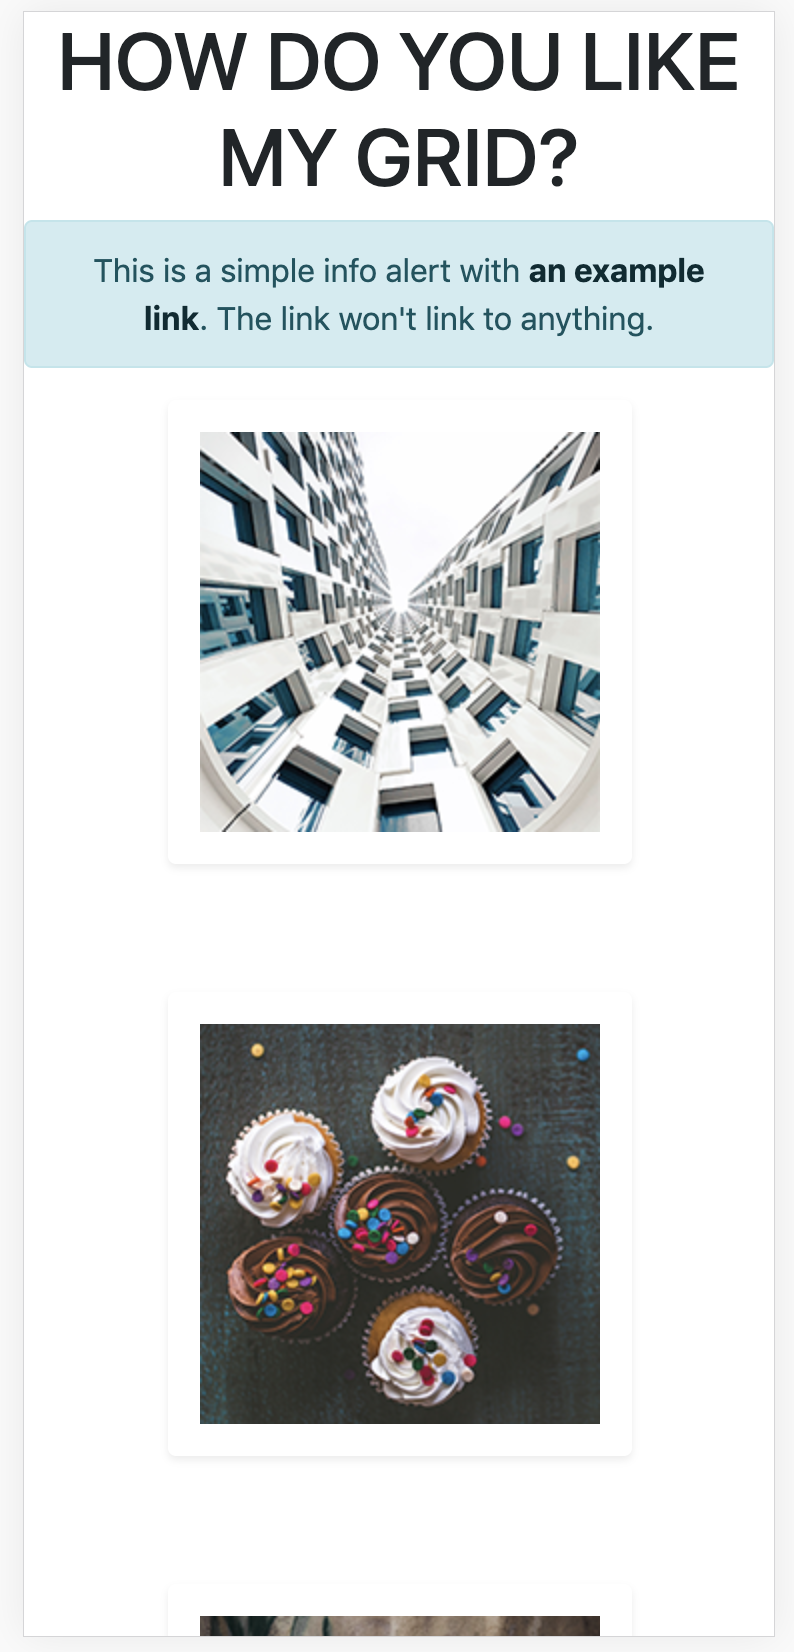 HOW DO YOU LIKE
MY GRID?
This is a simple info alert with an example
link. The link won't link to anything.